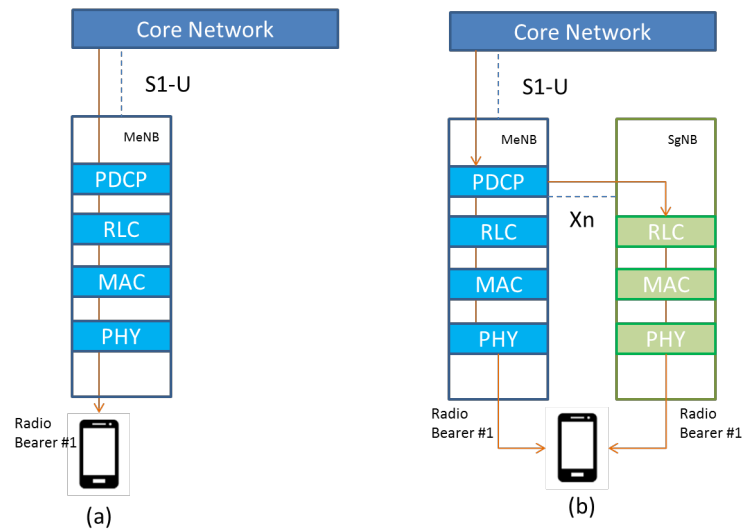 Core Network
S1-U
MeNB
PDCP
RLC
MAC
PHY
Radio
Bearer #1
(a)
Core Network
S1-U
MeNB
SgNB
PDCP
Xn
RLC
RLC
MAC
MAC
PHY
PHY
Radio
Bearer #1
Radio
Bearer #1
(b)